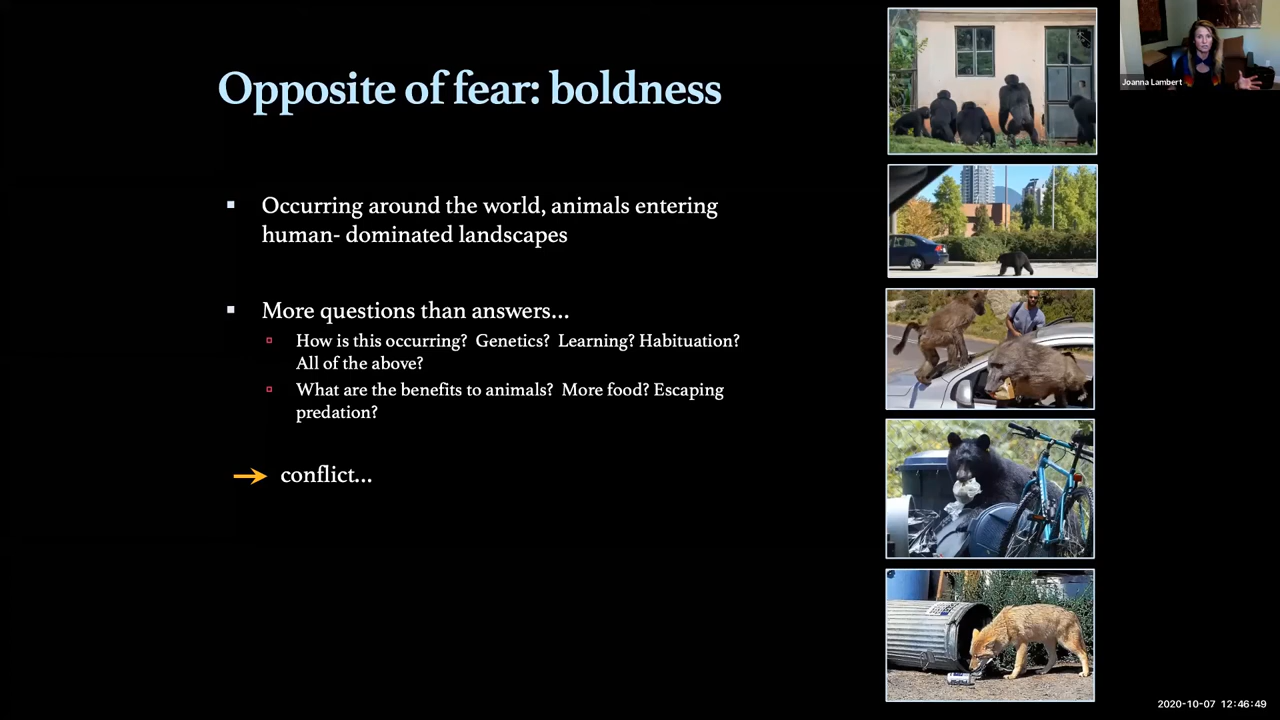 Opposite of fear: boldness
Occurring around the world, animals entering
human- dominated landscapes
More questions than answers...
How is this occurring? Genetics? Learning? Habituation?
All of the above?
What are the benefits to animals? More food? Escaping
predation?
conflict...
Joanna Lambert
2020-10-07 12:46:49